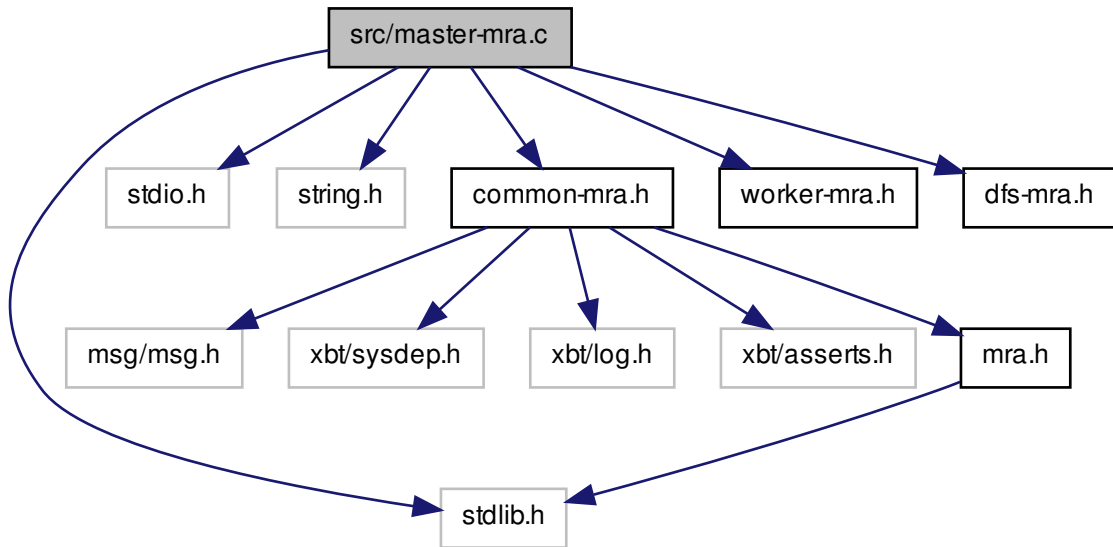 src/master-mra.c
stdio.h
string.h
common-mra.h
worker-mra.h
dfs-mra.h
msg/msg.h
xbt/sysdep.h
xbt/log.h
xbt/asserts.h
mra.h
stdlib.h